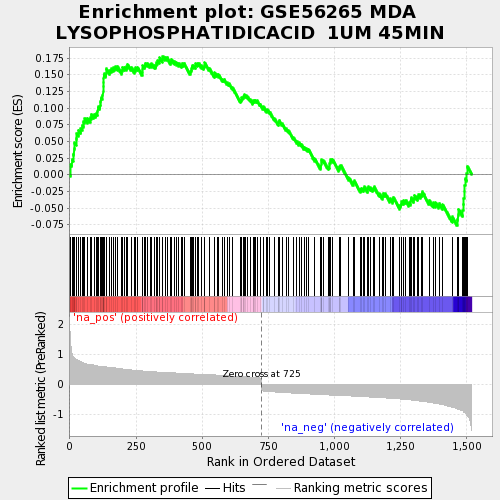 Enrichment plot: GSE56265 MDA
LYSOPHOSPHATIDICACID 1UM 45MIN
Enrichment score (ES)
0.175
0.150
0.125
0.100
0.075
0.050
0.025
0.000
-0.025
-0.050
-0.075
'na_pos' (positively correlated)
Ranked list metric (PreRanked)
2
1
0
-1
Zero cross at 725
'na_neg' (negatively correlated)
0
250
500
750
1,000
1,250
1,500
Rank in Ordered Dataset
Enrichment profile
Hits
Ranking metric scores